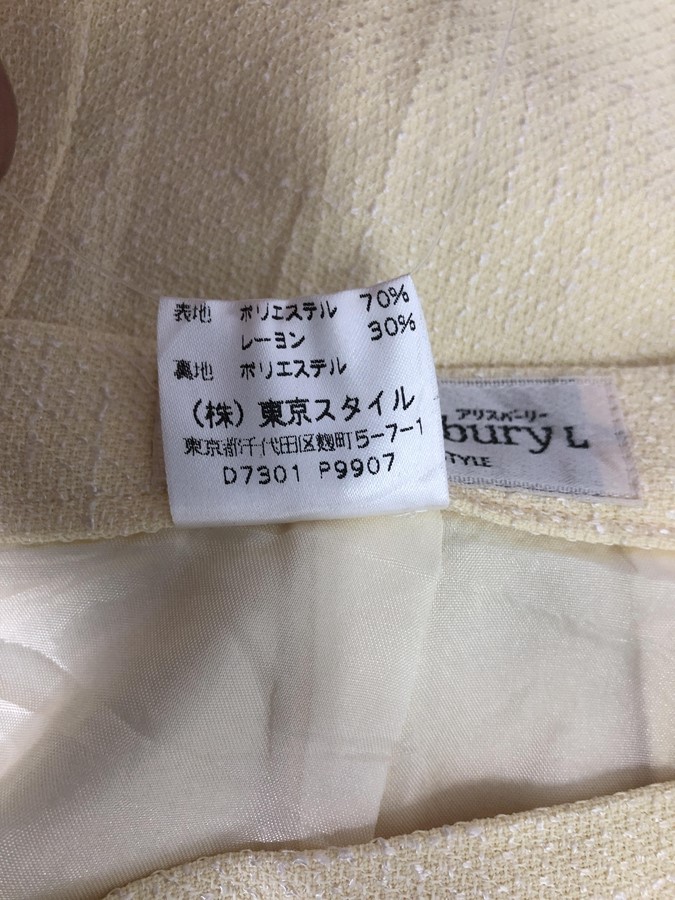 表地 ポリエステル 70%
レーヨン 30%
裏地 ポリエステル
(株) 東京スタイル
東京都千代田区麹町5-7-1
D7301 P9907
アリスバーリー
bury L
TYLE